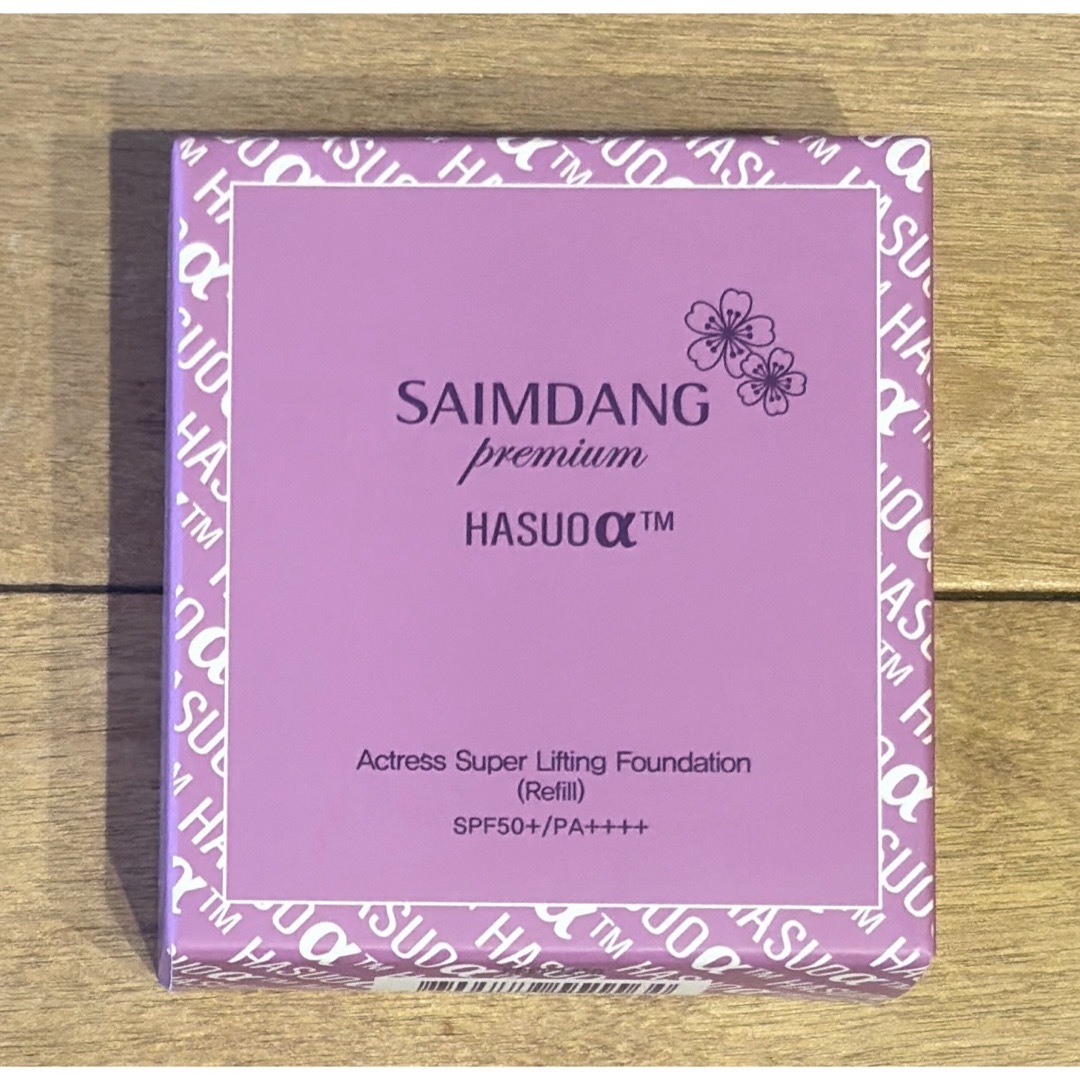 SAIMDANG
premium
HASUOα™
Actress Super Lifting Foundation
(Refill)
SPF50+/PA++++